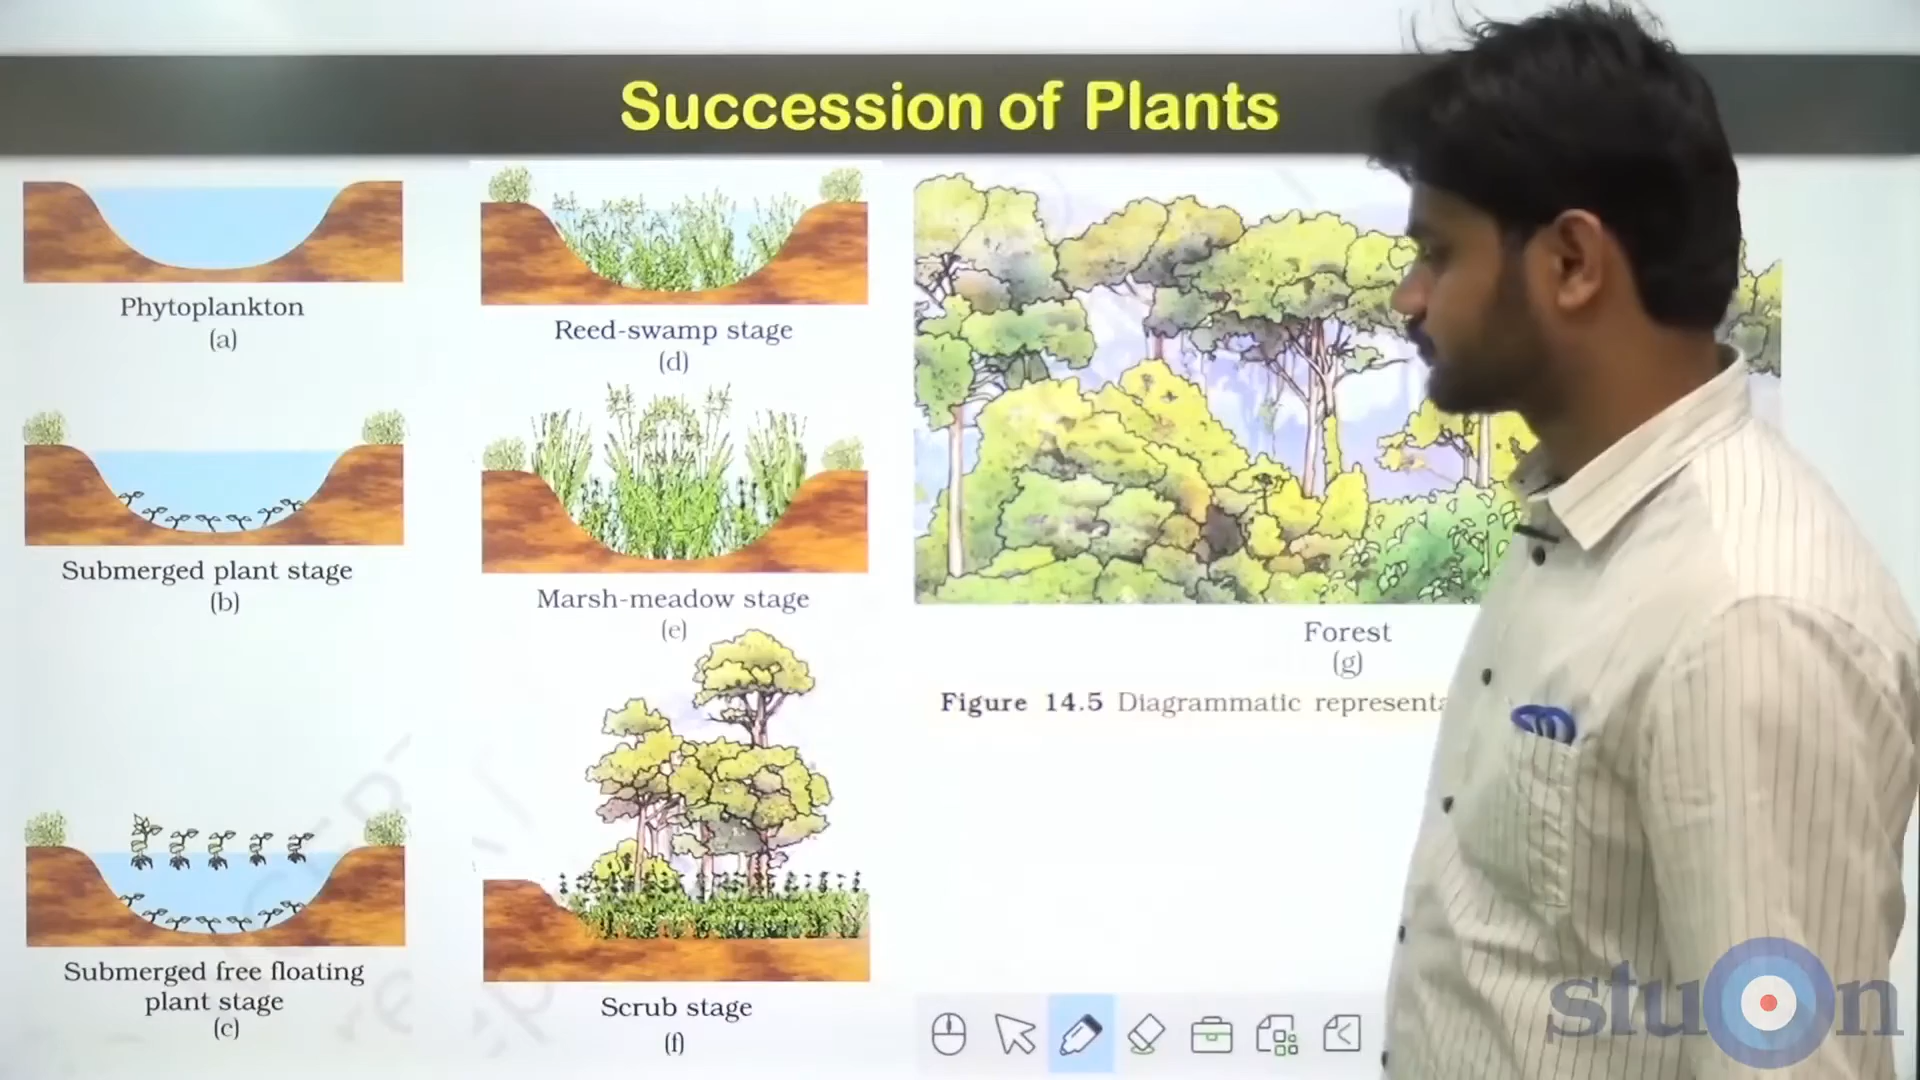 Succession of Plants
Phytoplankton
(a)
Submerged plant stage
(b)
Submerged free floating
plant stage
(c)
Reed-swamp stage
(d)
Marsh-meadow stage
(e)
Scrub stage
(f)
Forest
(g)
Figure 14.5 Diagrammatic representa
stuOn